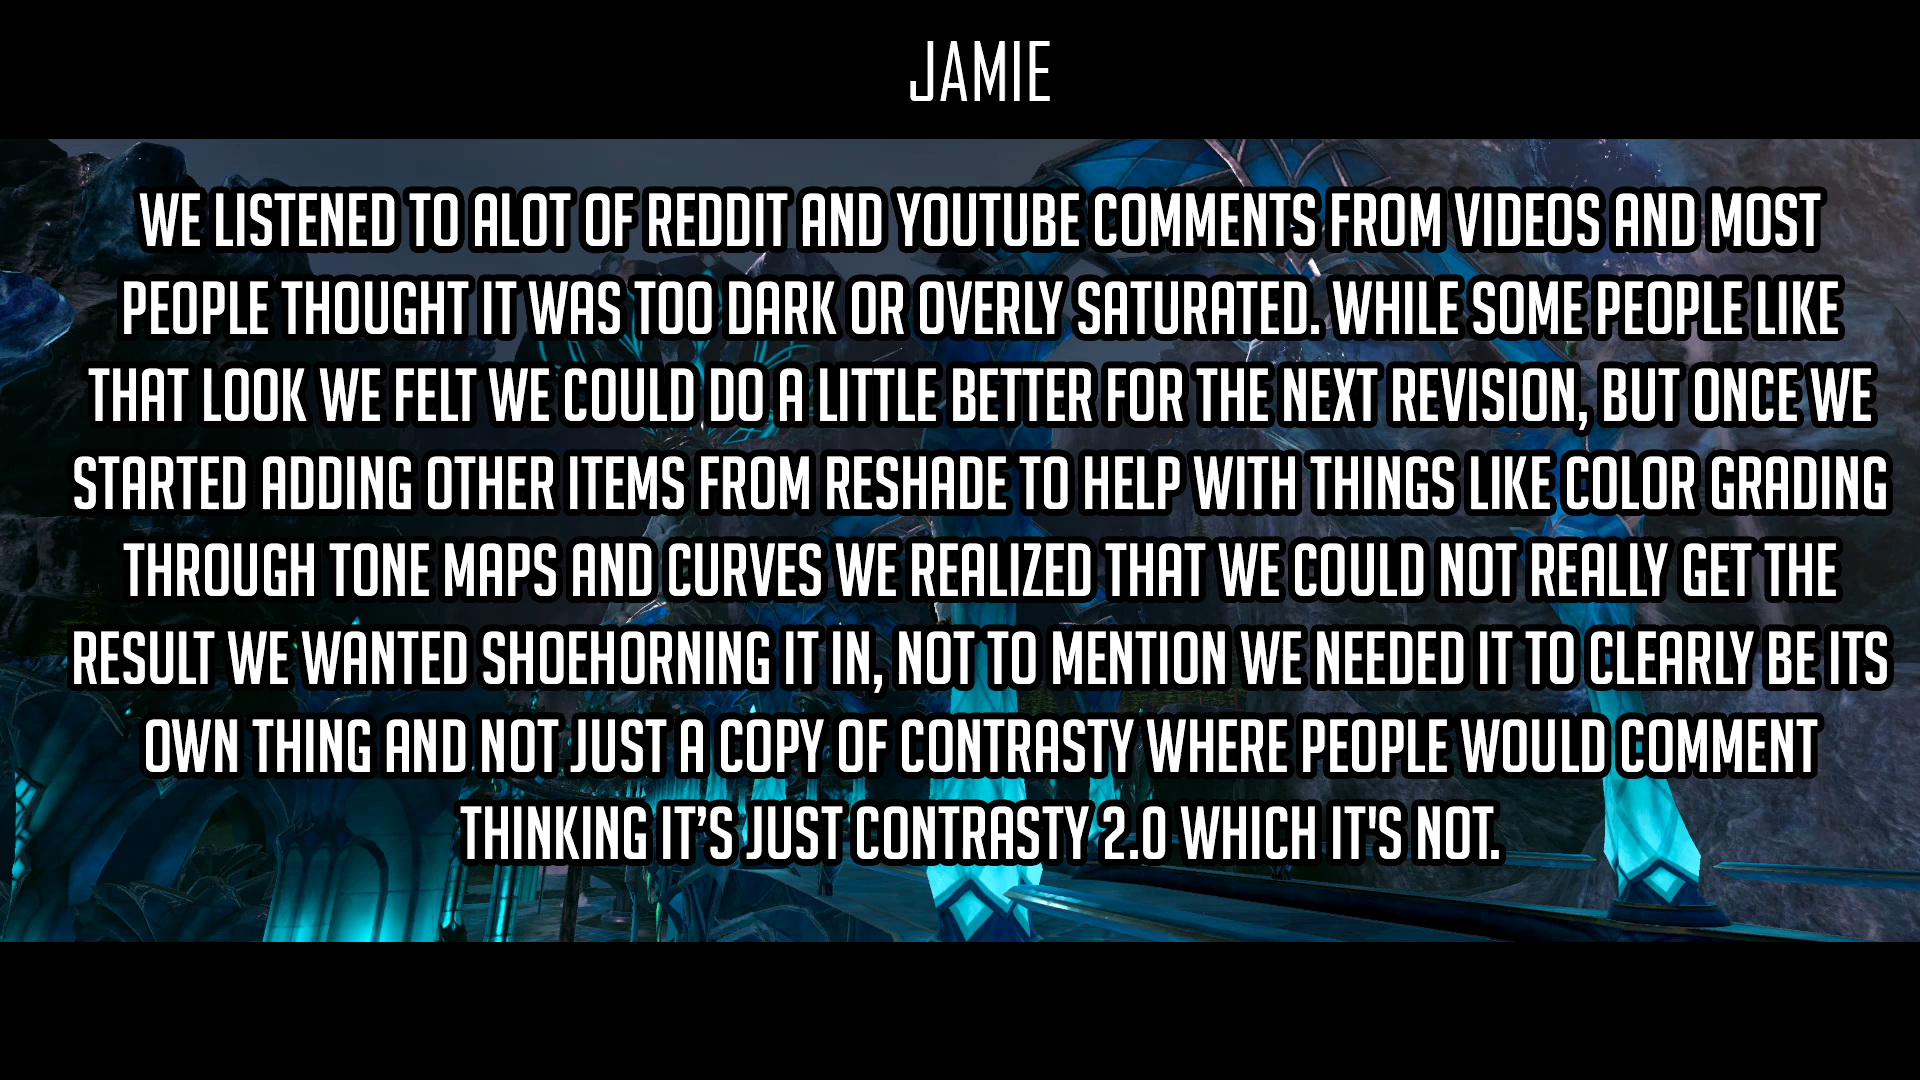 JAMIE
WE LISTENED TO ALOT OF REDDIT AND YOUTUBE COMMENTS FROM VIDEOS AND MOST
PEOPLE THOUGHT IT WAS TOO DARK OR OVERLY SATURATED. WHILE SOME PEOPLE LIKE
THAT LOOK WE FELT WE COULD DO A LITTLE BETTER FOR THE NEXT REVISION, BUT ONCE WE
STARTED ADDING OTHER ITEMS FROM RESHADE TO HELP WITH THINGS LIKE COLOR GRADING
THROUGH TONE MAPS AND CURVES WE REALIZED THAT WE COULD NOT REALLY GET THE
RESULT WE WANTED SHOEHORNING IT IN, NOT TO MENTION WE NEEDED IT TO CLEARLY BE ITS
OWN THING AND NOT JUST A COPY OF CONTRASTY WHERE PEOPLE WOULD COMMENT
THINKING IT’S JUST CONTRASTY 2.0 WHICH IT'S NOT.